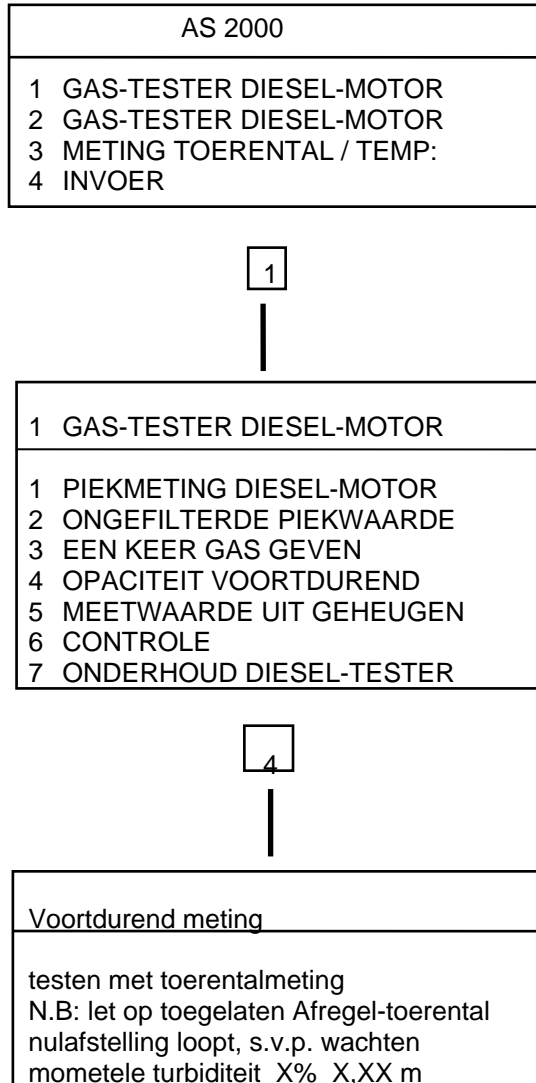 AS 2000
1 GAS-TESTER DIESEL-MOTOR
2 GAS-TESTER DIESEL-MOTOR
3 METING TOERENTAL / TEMP:
4 INVOER
1
1 GAS-TESTER DIESEL-MOTOR
1 PIEKMETING DIESEL-MOTOR
2 ONGEFILTERDE PIEKWAARDE
3 EEN KEER GAS GEVEN
4 OPACITEIT VOORTDUREND
5 MEETWAARDE UIT GEHEUGEN
6 CONTROLE
7 ONDERHOUD DIESEL-TESTER
4
Voortdurend meting
testen met toerentalmeting
N.B: let op toegelaten Afregel-toerental
nulafstelling loopt, s.v.p. wachten
mometele turbiditeit X% X,XX m